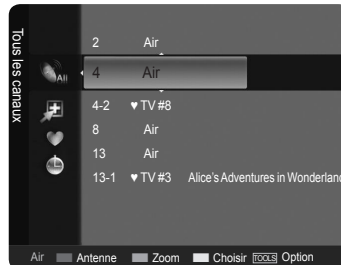 Tous les canaux
All
2 Air
4 Air
4-2 ♥ TV #8
8 Air
13 Air
13-1 ♥ TV #3 Alice's Adventures in Wonderland
Air Antenne Zoom Choisir TOOLS Option